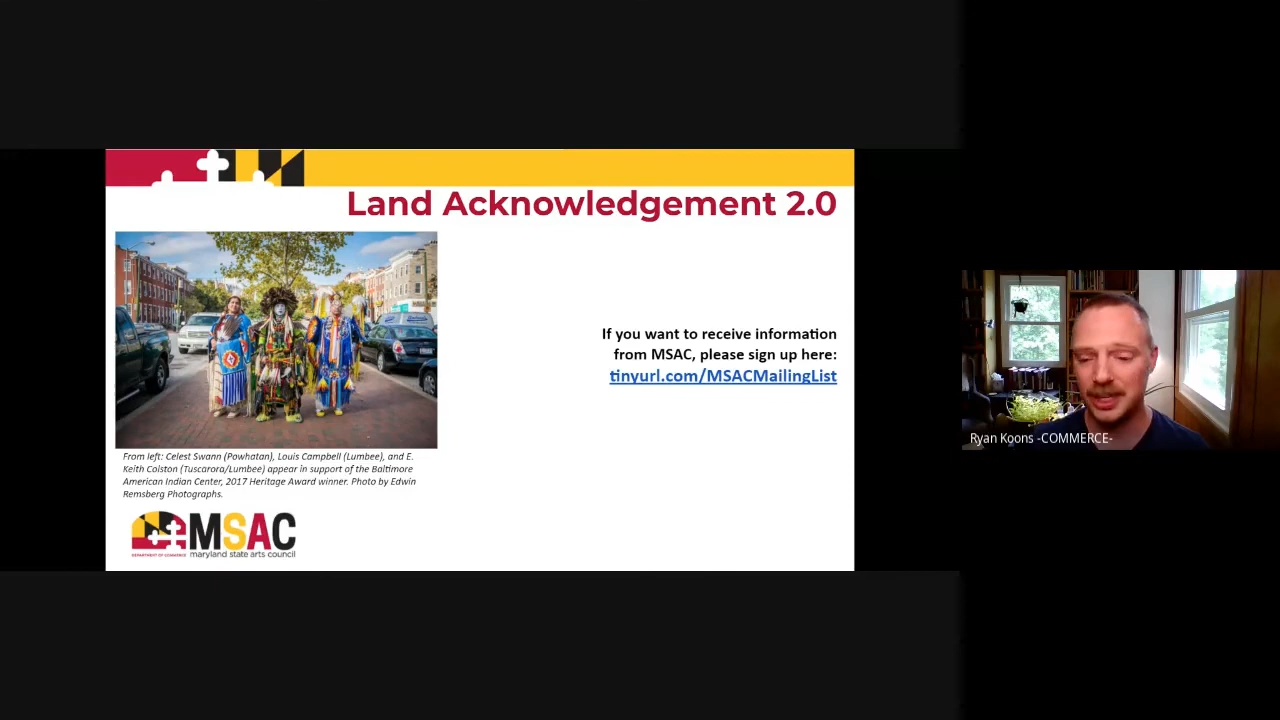 Land Acknowledgement 2.0
If you want to receive information
from MSAC, please sign up here:
tinyurl.com/MSACMailingList
From left: Celest Swann (Powhatan), Louis Campbell (Lumbee), and E.
Keith Colston (Tuscarora/Lumbee) appear in support of the Baltimore
American Indian Center, 2017 Heritage Award winner. Photo by Edwin
Remsberg Photographs.
MSAC
DEPARTMENT OF COMMERCE
maryland state arts council
Ryan Koons -COMMERCE-